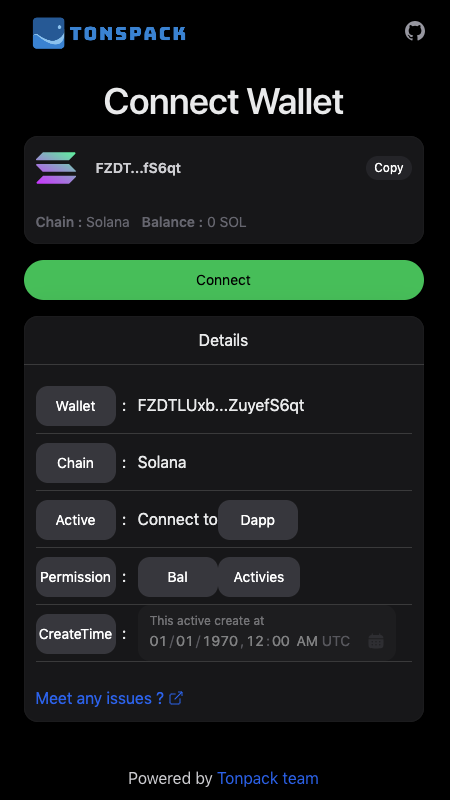 TONSPACK
Connect Wallet
FZDT...fS6qt
Copy
Chain : Solana Balance : 0 SOL
Connect
Details
Wallet : FZDTLUxb...ZuyefS6qt
Chain : Solana
Active : Connect to Dapp
Permission : Bal Activies
CreateTime :
This active create at
01/01/1970, 12:00 AM UTC
Meet any issues ?
Powered by Tonpack team